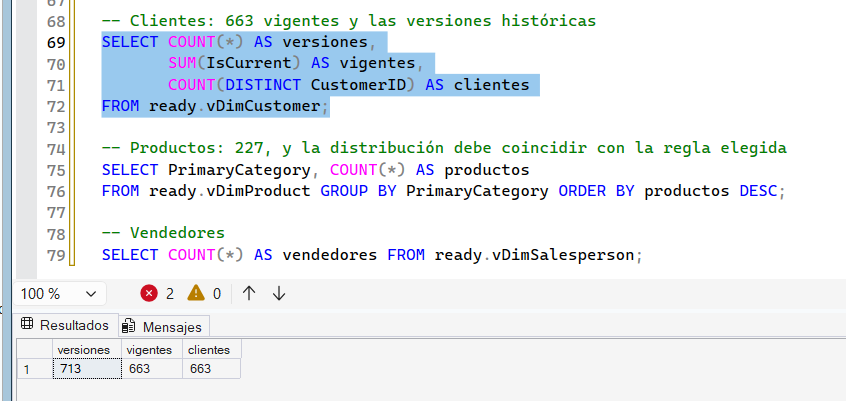 67
68 -- Clientes: 663 vigentes y las versiones históricas
69 SELECT COUNT(*) AS versiones,
70 SUM(IsCurrent) AS vigentes,
71 COUNT(DISTINCT CustomerID) AS clientes
72 FROM ready.vDimCustomer;
73
74 -- Productos: 227, y la distribución debe coincidir con la regla elegida
75 SELECT PrimaryCategory, COUNT(*) AS productos
76 FROM ready.vDimProduct GROUP BY PrimaryCategory ORDER BY productos DESC;
77
78 -- Vendedores
79 SELECT COUNT(*) AS vendedores FROM ready.vDimSalesperson;
100 % 2 0
Resultados Mensajes
versiones vigentes clientes
1 713 663 663